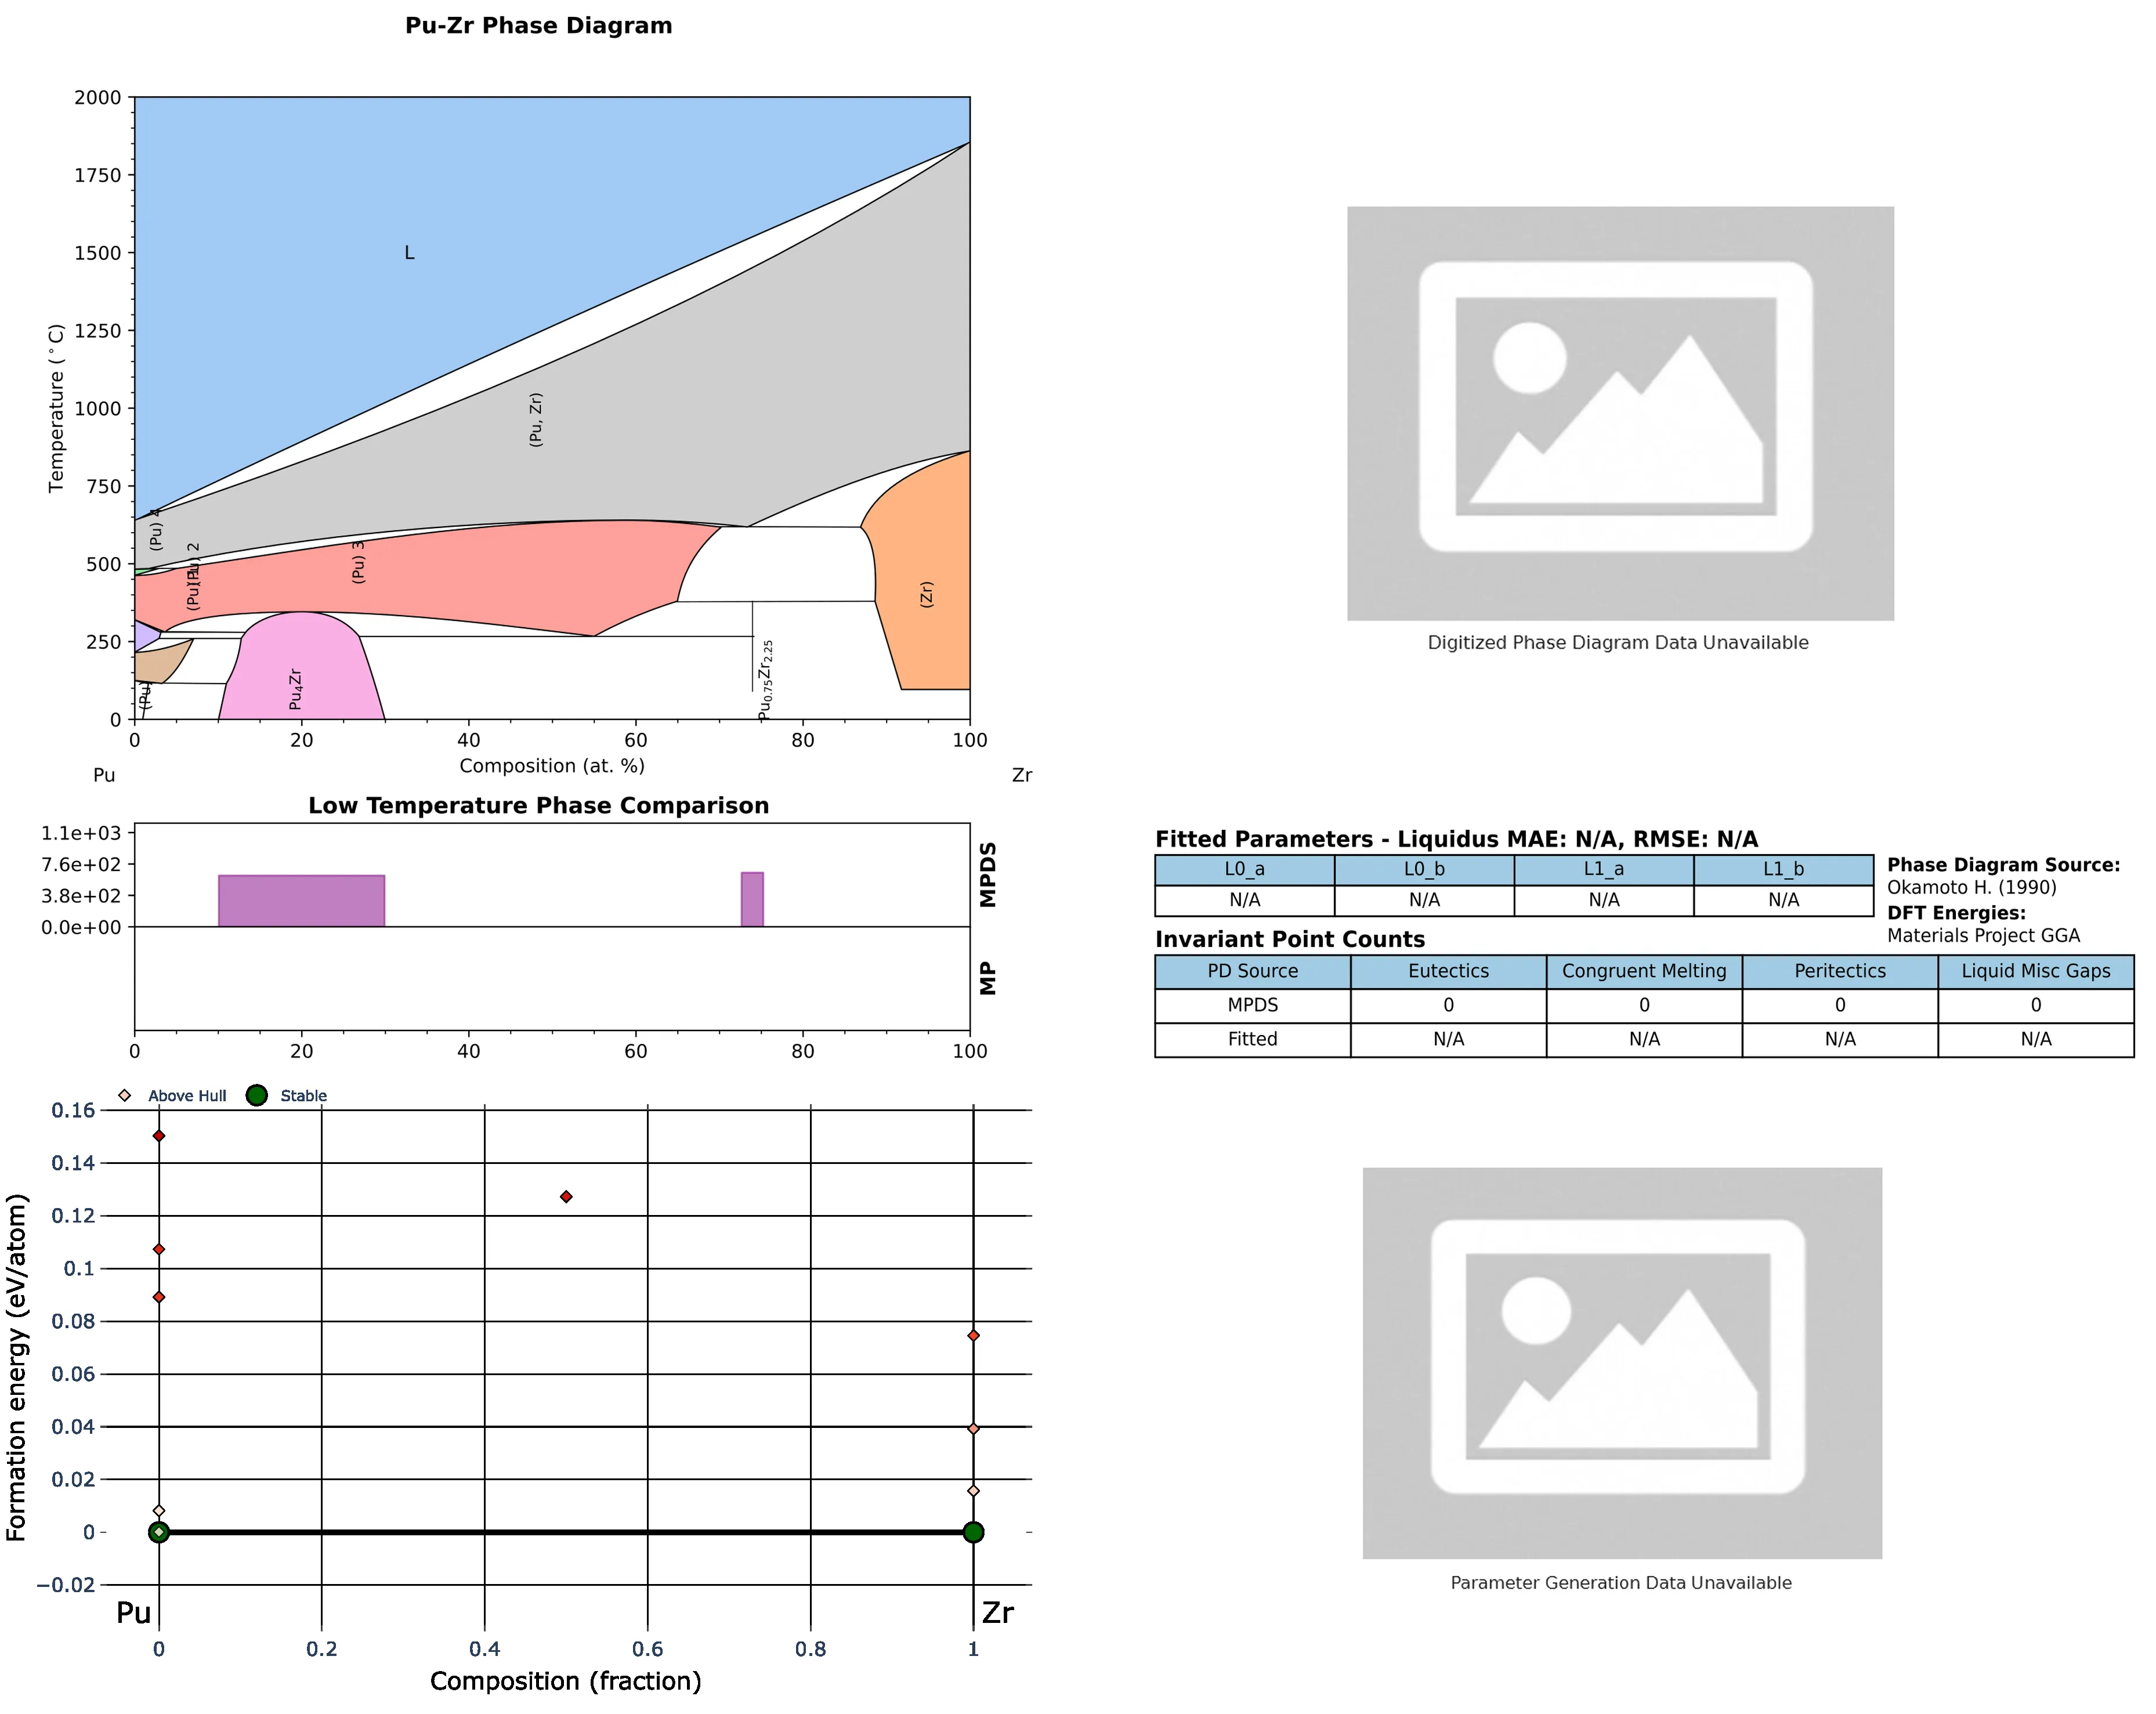 Pu-Zr Phase Diagram
2000
1750
1500
1250
1000
750
500
250
0
Temperature (°C)
L
(Pu, Zr)
(Pu) 4
(Pu) 2
(Pu) 3
(Zr)
Pu4Zr
Pu0.75Zr2.25
0 20 40 60 80 100
Composition (at. %)
Pu Zr
Digitized Phase Diagram Data Unavailable
Low Temperature Phase Comparison
1.1e+03
7.6e+02
3.8e+02
0.0e+00
MPDS
MP
0 20 40 60 80 100
Fitted Parameters - Liquidus MAE: N/A, RMSE: N/A
L0_a L0_b L1_a L1_b
N/A N/A N/A N/A
Phase Diagram Source:
Okamoto H. (1990)
DFT Energies:
Materials Project GGA
Invariant Point Counts
PD Source Eutectics Congruent Melting Peritectics Liquid Misc Gaps
MPDS 0 0 0 0
Fitted N/A N/A N/A N/A
Above Hull Stable
0.16
0.14
0.12
0.1
0.08
0.06
0.04
0.02
0
−0.02
Formation energy (eV/atom)
Pu Zr
0 0.2 0.4 0.6 0.8 1
Composition (fraction)
Parameter Generation Data Unavailable